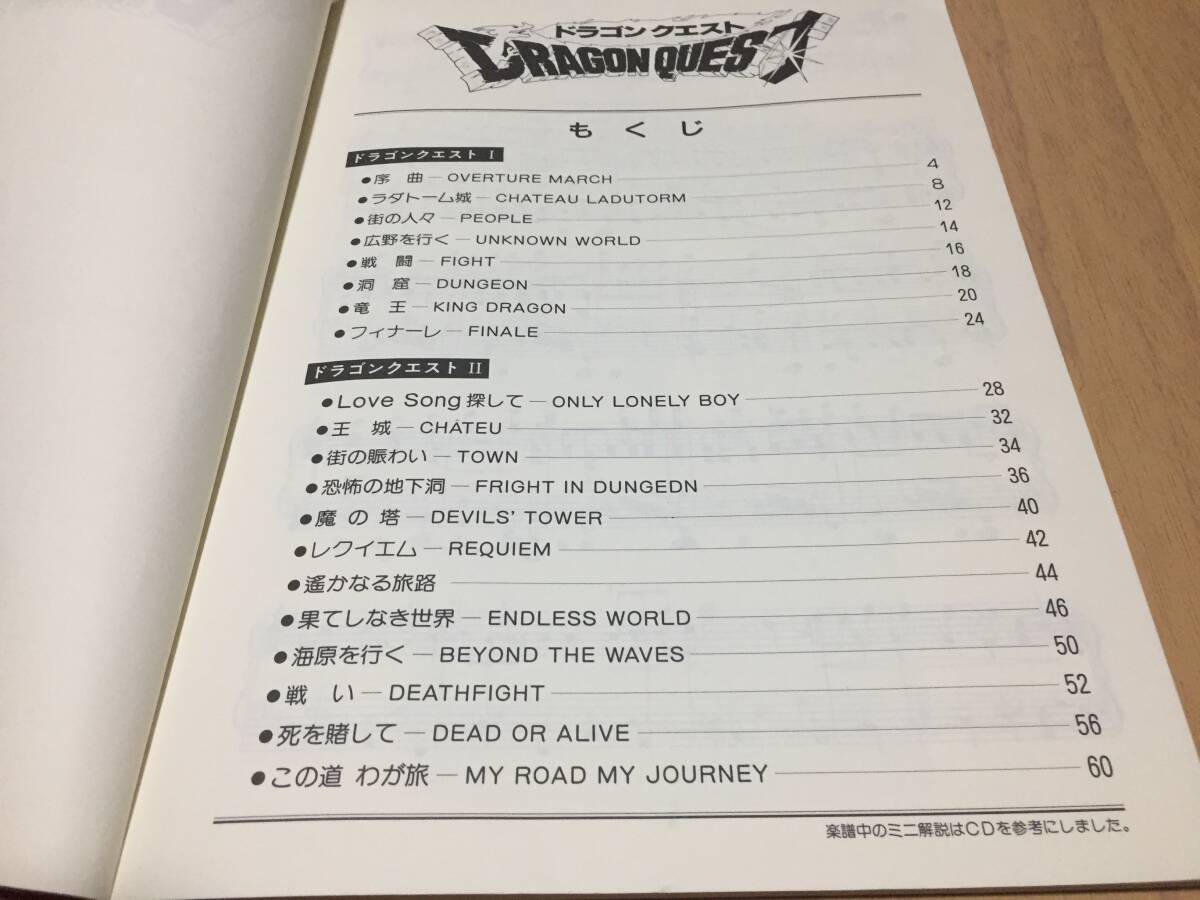 ドラゴン クエスト
DRAGON QUEST
もくじ
ドラゴンクエスト I
●序 曲 — OVERTURE MARCH 4
●ラダトーム城 — CHATEAU LADUTORM 8
●街の人々 — PEOPLE 12
●広野を行く — UNKNOWN WORLD 14
●戦 闘 — FIGHT 16
●洞 窟 — DUNGEON 18
●竜 王 — KING DRAGON 20
●フィナーレ — FINALE 24
ドラゴンクエスト II
●Love Song 探して — ONLY LONELY BOY 28
●王 城 — CHÂTEU 32
●街の賑わい — TOWN 34
●恐怖の地下洞 — FRIGHT IN DUNGEDN 36
●魔 の 塔 — DEVILS' TOWER 40
●レクイエム — REQUIEM 42
●遙かなる旅路 44
●果てしなき世界 — ENDLESS WORLD 46
●海原を行く — BEYOND THE WAVES 50
●戦 い — DEATHFIGHT 52
●死を賭して — DEAD OR ALIVE 56
●この道 わが旅 — MY ROAD MY JOURNEY 60
楽譜中のミニ解説はCDを参考にしました。